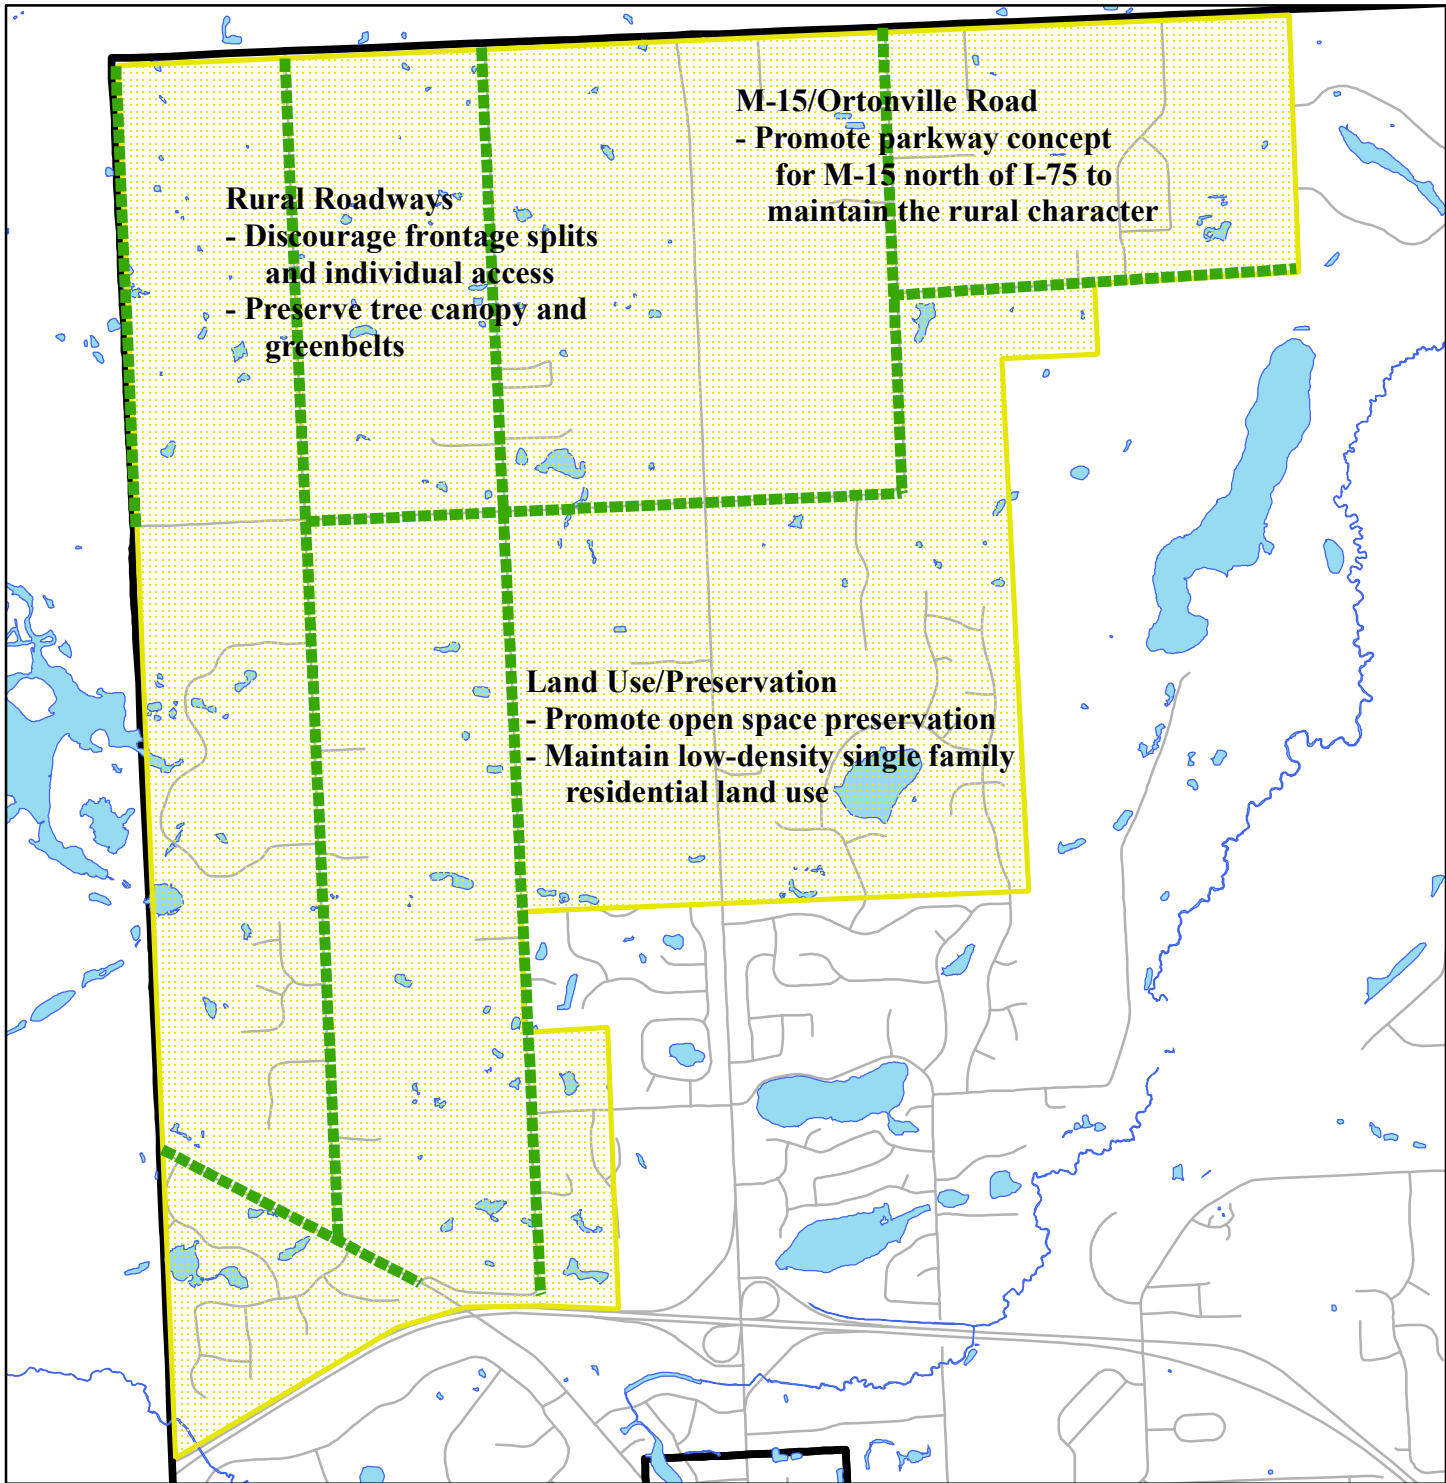 M-15/Ortonville Road
- Promote parkway concept
for M-15 north of I-75 to
maintain the rural character
Rural Roadways
- Discourage frontage splits
and individual access
- Preserve tree canopy and
greenbelts
Land Use/Preservation
- Promote open space preservation
- Maintain low-density single family
residential land use